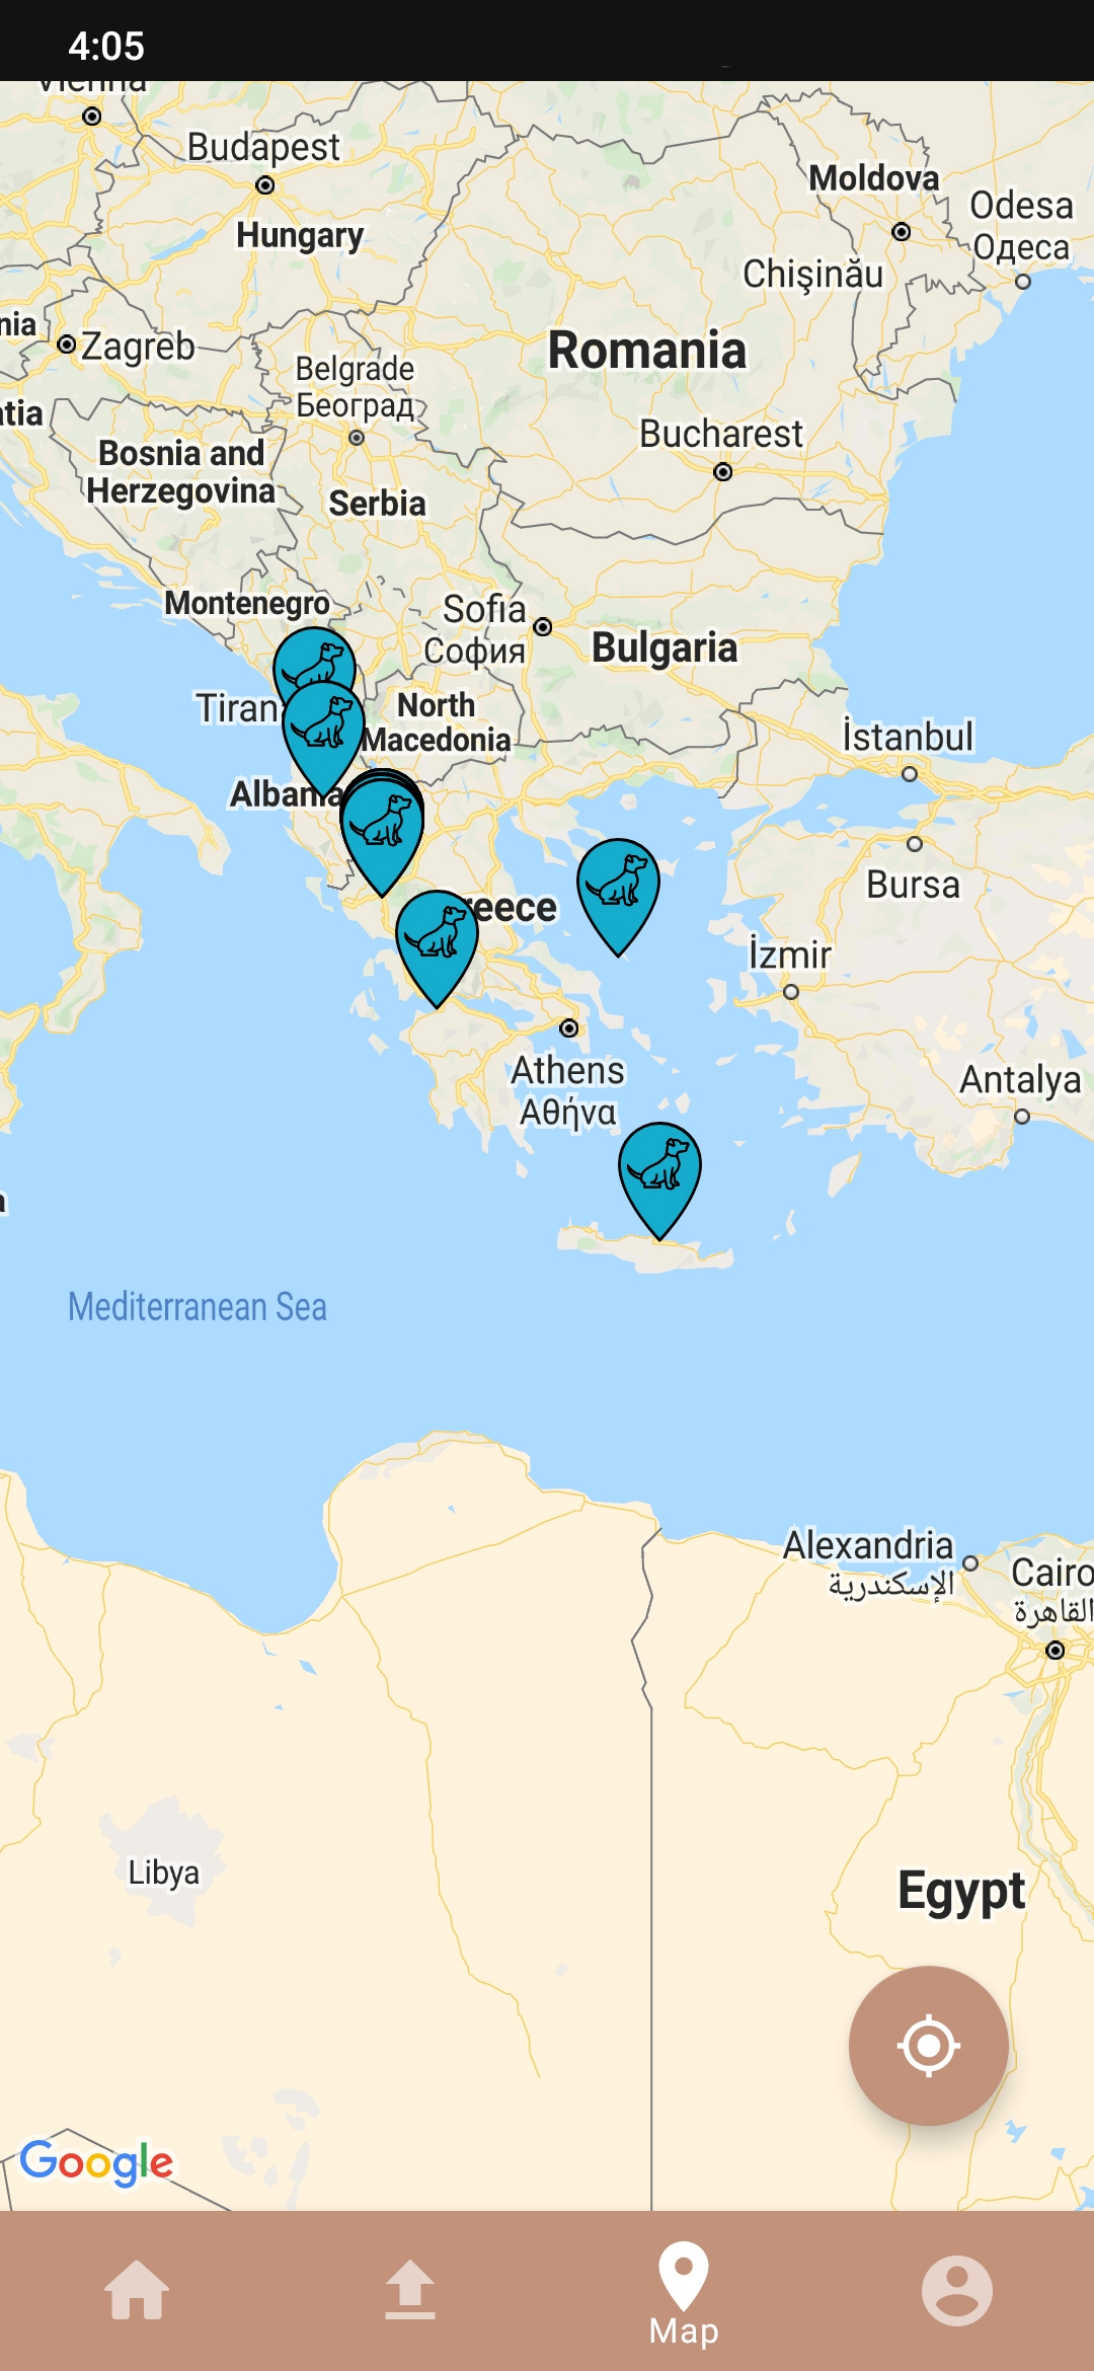 4:05
Vienna
Budapest
Hungary
Moldova
Odesa
Одеса
Chişinău
nia
Zagreb
Romania
Belgrade
Београд
atia
Bucharest
Bosnia and
Herzegovina
Serbia
Montenegro
Sofia
София
Bulgaria
Tiran
North
Macedonia
İstanbul
Albania
Bursa
reece
İzmir
Athens
Αθήνα
Antalya
a
Mediterranean Sea
Alexandria
الإسكندرية
Cairo
القاهرة
Libya
Egypt
Google
Map